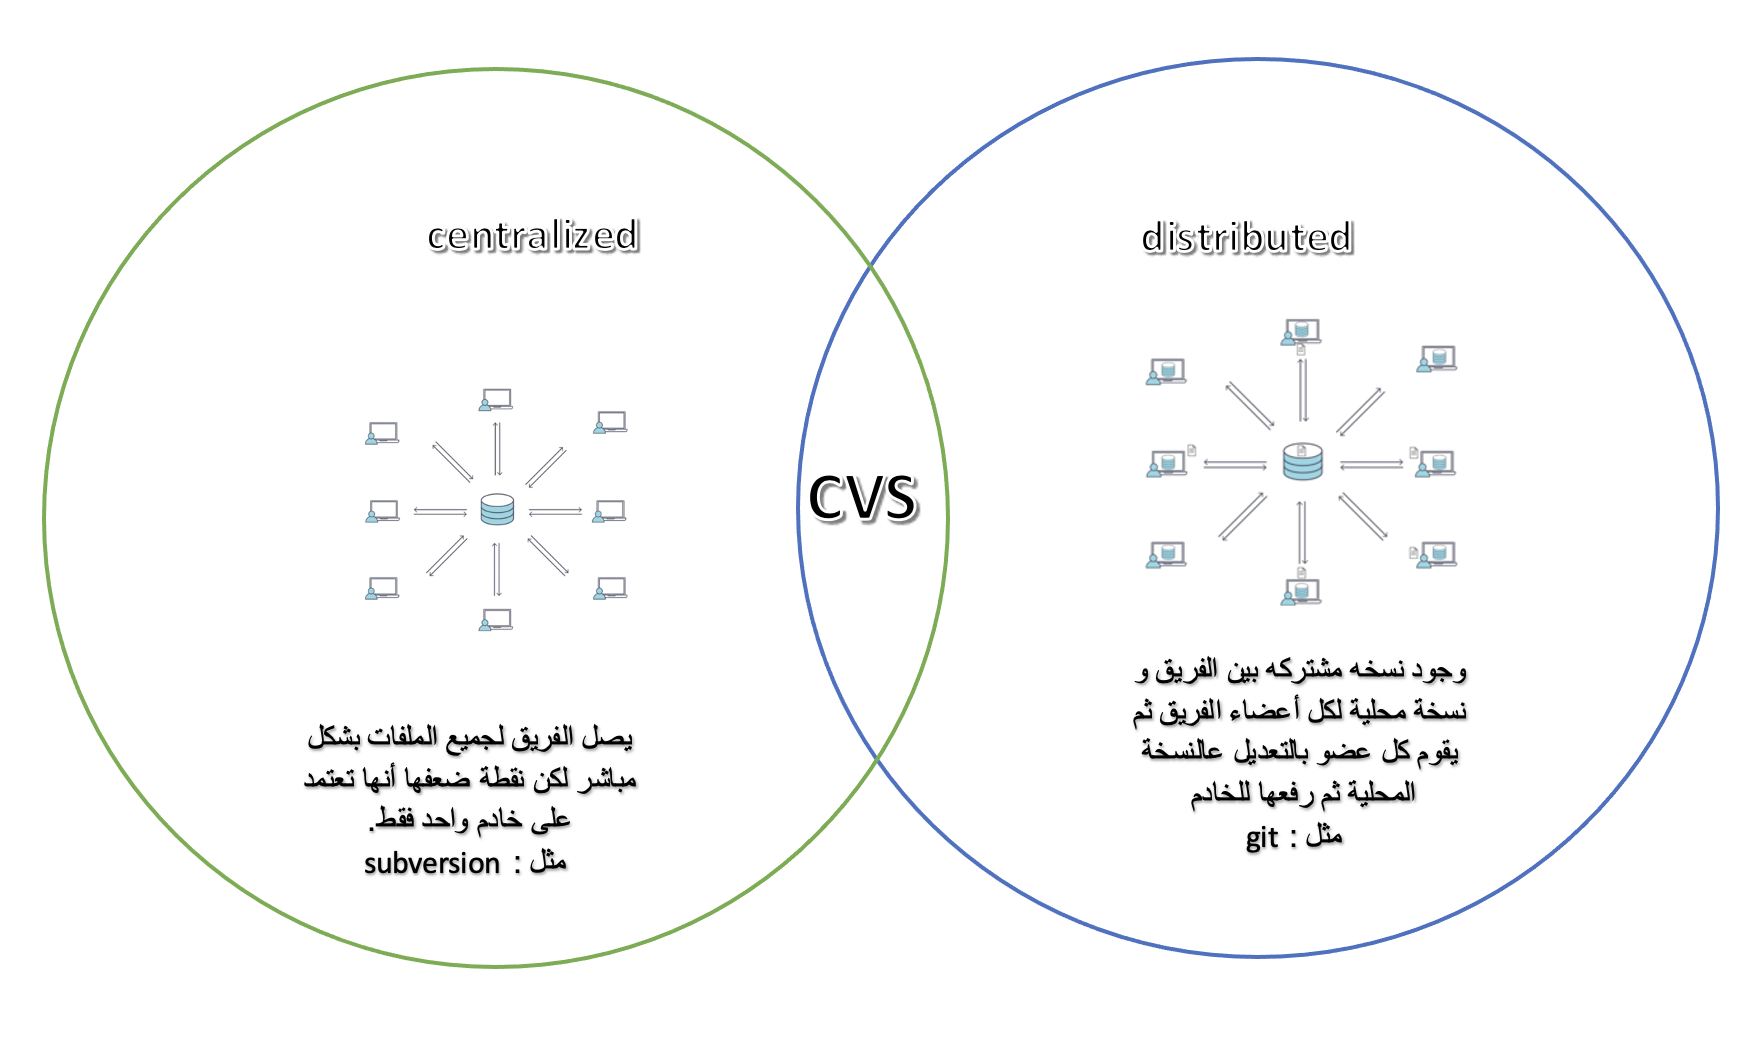 centralized
distributed
CVS
يصل الفريق لجميع الملفات بشكل
مباشر لكن نقطة ضعفها أنها تعتمد
على خادم واحد فقط.
مثل : subversion
وجود نسخه مشتركه بين الفريق و
نسخة محلية لكل أعضاء الفريق ثم
يقوم كل عضو بالتعديل عالنسخة
المحلية ثم رفعها للخادم
مثل : git